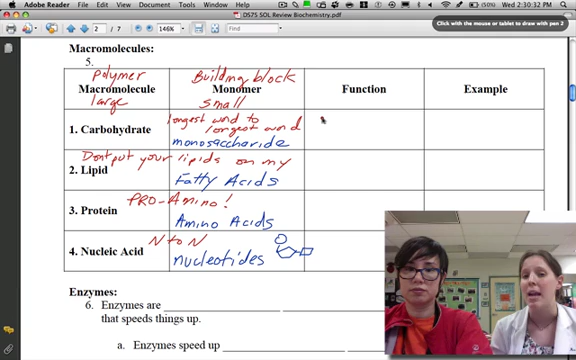 Adobe Reader File Edit View Window Help
(50%) Wed 2:30:32 PM
DS75 SOL Review Biochemistry.pdf
Click with the mouse or tablet to draw with pen 2
2 / 7 146% Find
Macromolecules:
5.
Polymer Building block
Macromolecule Monomer Function Example
large small
longest word to
longest word
1. Carbohydrate
monosaccharide
Dont put your lipids on my
2. Lipid
Fatty Acids
PRO-Amino!
3. Protein
Amino Acids
N to N
4. Nucleic Acid
nucleotides
Enzymes:
6. Enzymes are
that speeds things up.
a. Enzymes speed up